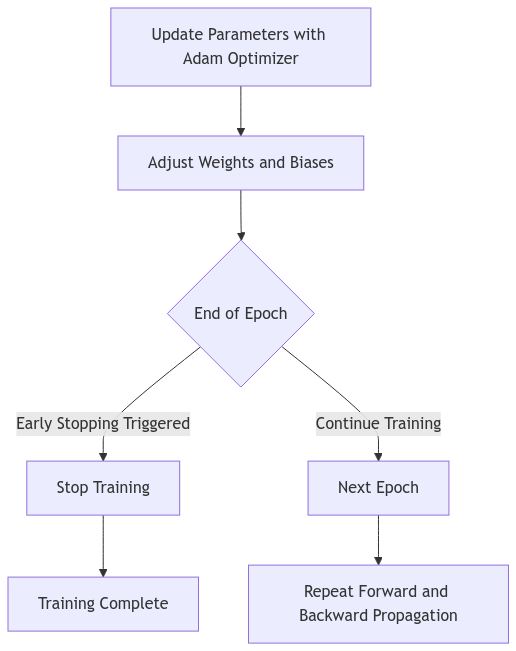 Update Parameters with
Adam Optimizer
Adjust Weights and Biases
End of Epoch
Early Stopping Triggered
Continue Training
Stop Training
Next Epoch
Training Complete
Repeat Forward and
Backward Propagation